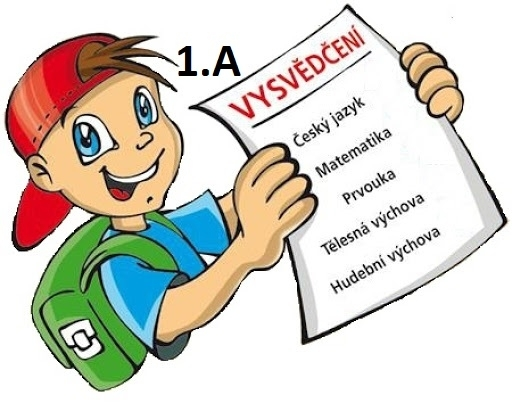 1.A
VYSVĚDČENÍ
Český jazyk
Matematika
Prvouka
Tělesná výchova
Hudební výchova